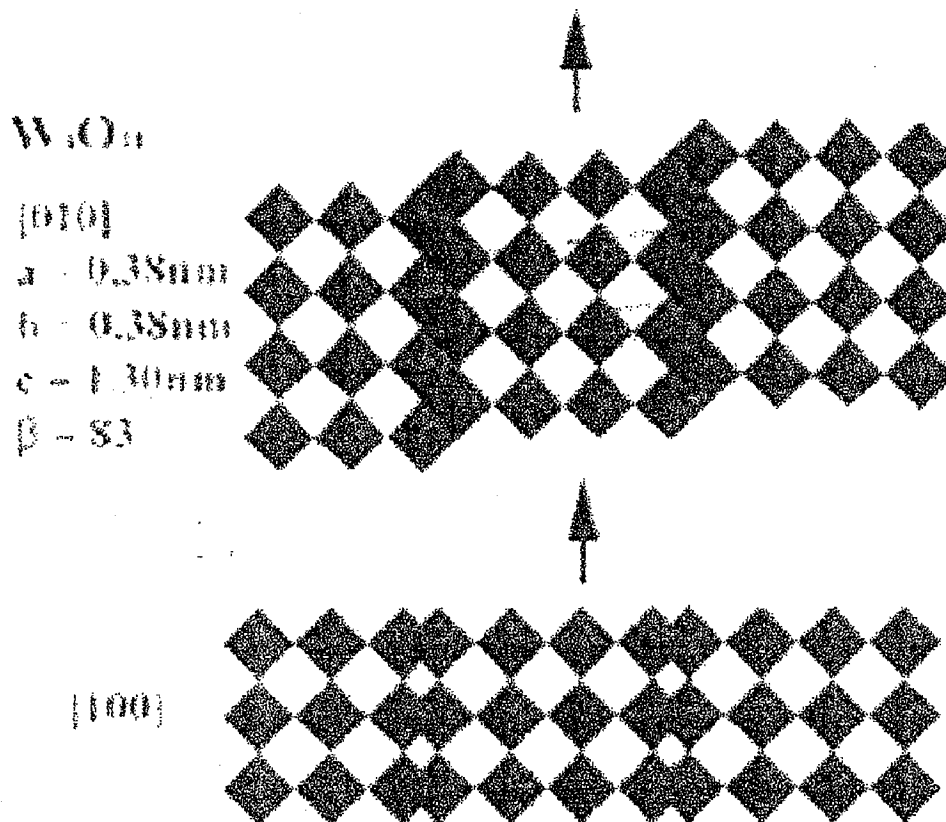 [010]
a - 0.38nm
b - 0.38nm
c - 1.30nm
β - 83
[100]